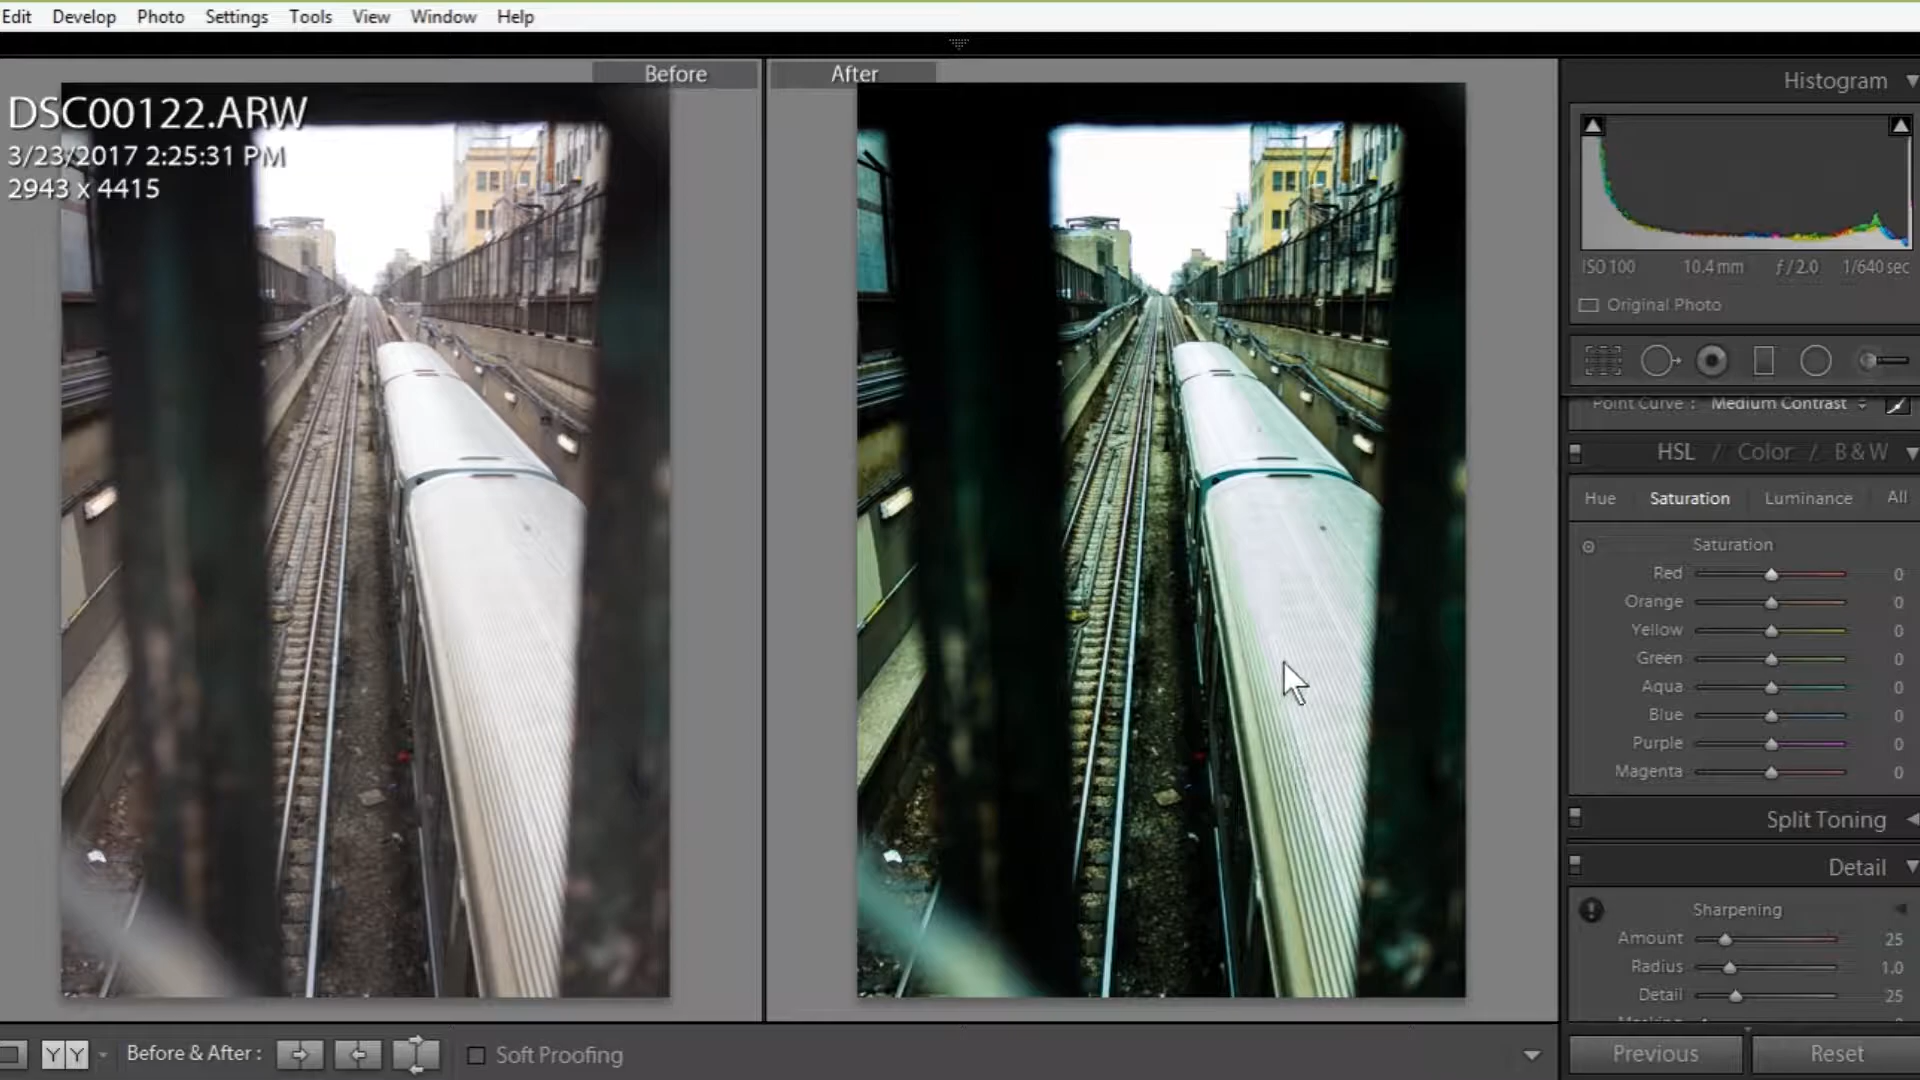 Edit Develop Photo Settings Tools View Window Help
Before
After
DSC00122.ARW
3/23/2017 2:25:31 PM
2943 x 4415
Histogram
ISO 100 10.4 mm ƒ / 2.0 1/640 sec
Original Photo
Point Curve : Medium Contrast
HSL / Color / B & W
Hue Saturation Luminance All
Saturation
Red 0
Orange 0
Yellow 0
Green 0
Aqua 0
Blue 0
Purple 0
Magenta 0
Split Toning
Detail
Sharpening
Amount 25
Radius 1.0
Detail 25
YY Before & After : Soft Proofing
Previous Reset